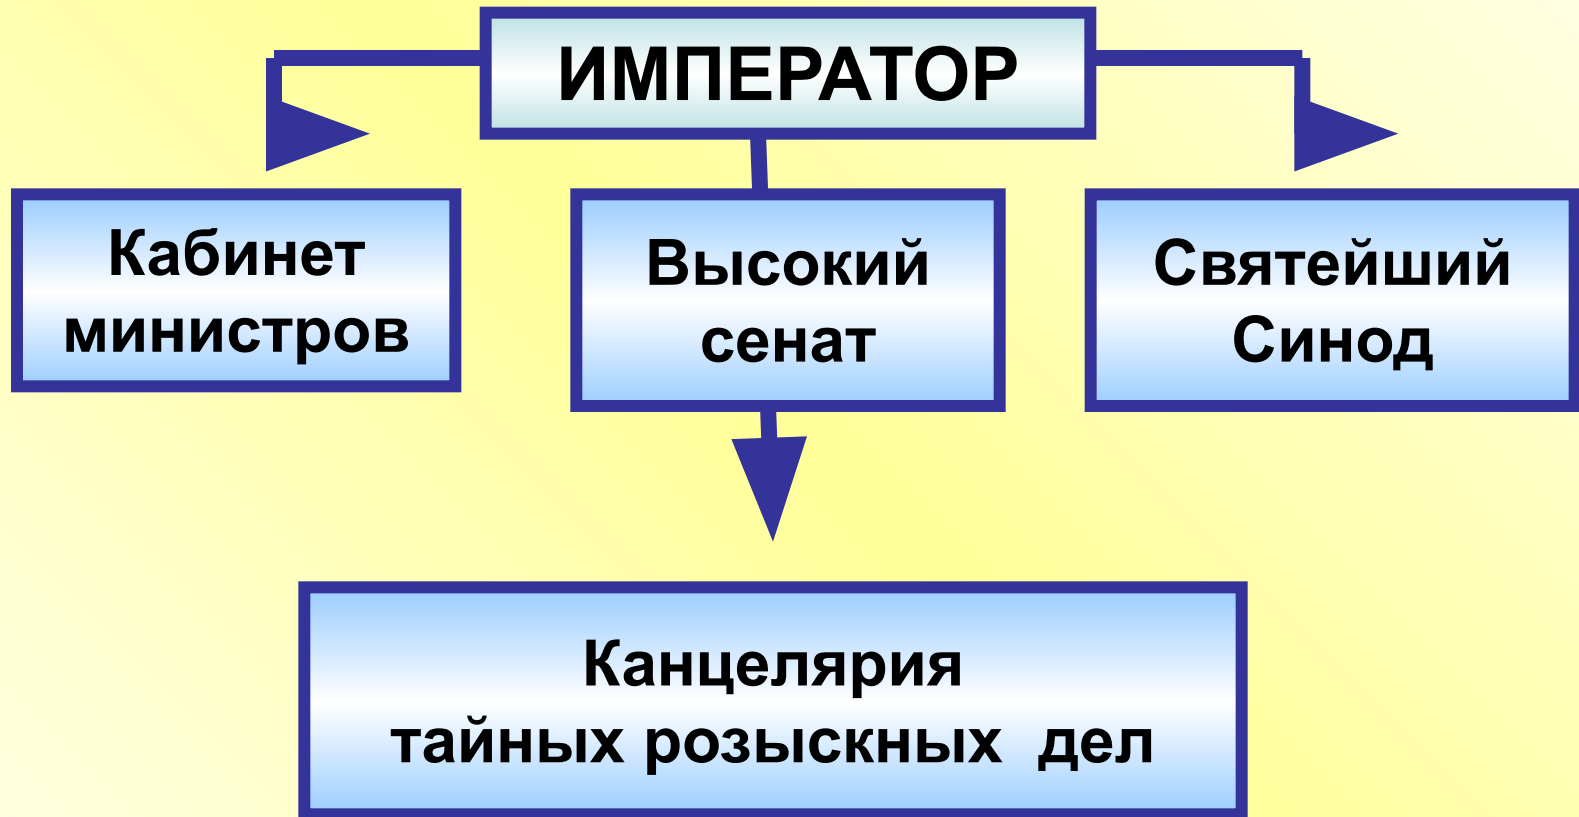 ИМПЕРАТОР
Кабинет
министров
Высокий
сенат
Святейший
Синод
Канцелярия
тайных розыскных дел